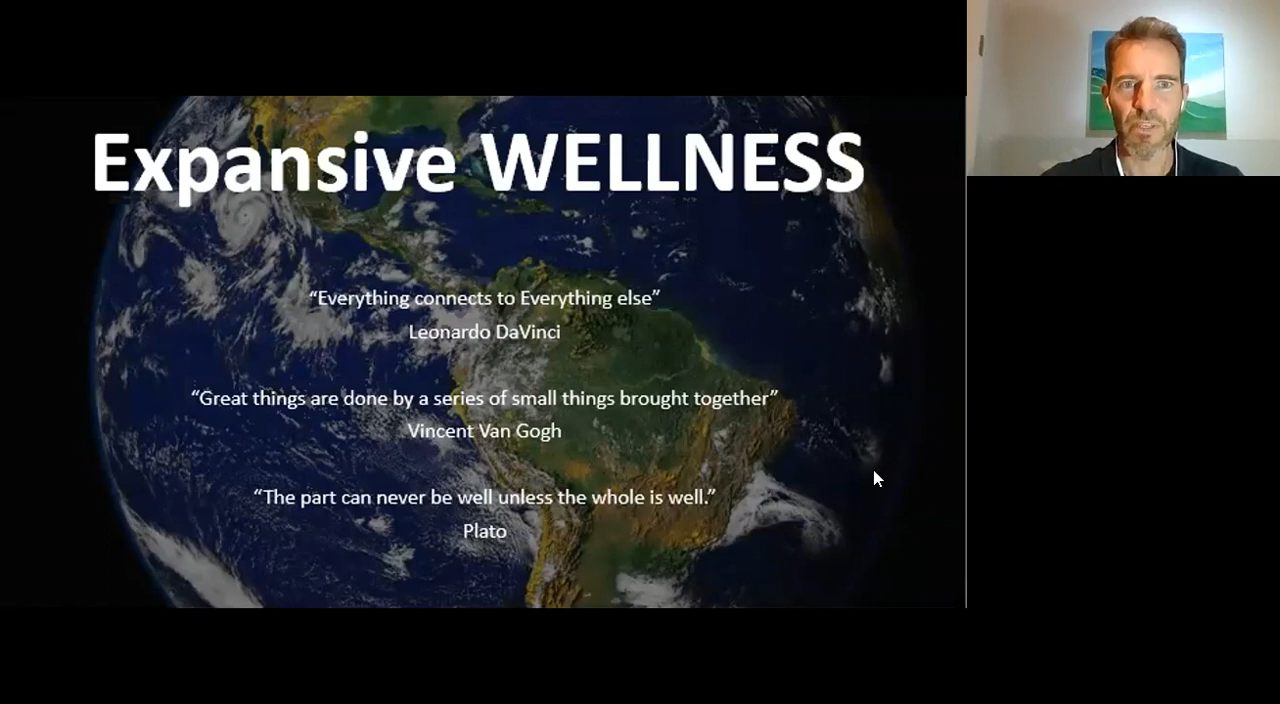 Expansive WELLNESS
“Everything connects to Everything else”
Leonardo DaVinci
“Great things are done by a series of small things brought together”
Vincent Van Gogh
“The part can never be well unless the whole is well.”
Plato